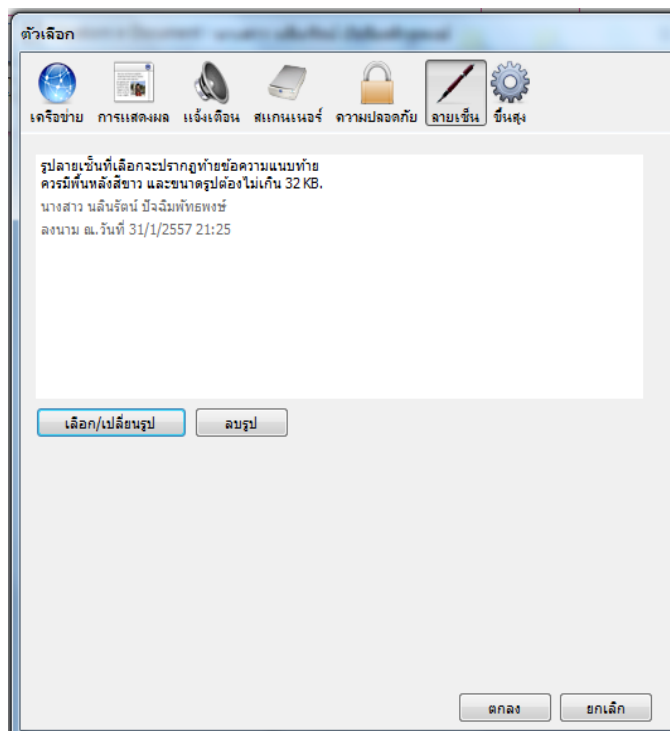 ตัวเลือก
เครือข่าย การแสดงผล แจ้งเตือน สแกนเนอร์ ความปลอดภัย ลายเซ็น ขั้นสูง
รูปลายเซ้นที่เลือกจะปรากฏท้ายข้อความแนบท้าย
ควรมีพื้นหลังสีขาว และขนาดรูปต้องไม่เกิน 32 KB.
นางสาว นลินรัตน์ ปัจฉิมพัทธพงษ์
ลงนาม ณ.วันที่ 31/1/2557 21:25
เลือก/เปลี่ยนรูป ลบรูป
ตกลง ยกเลิก